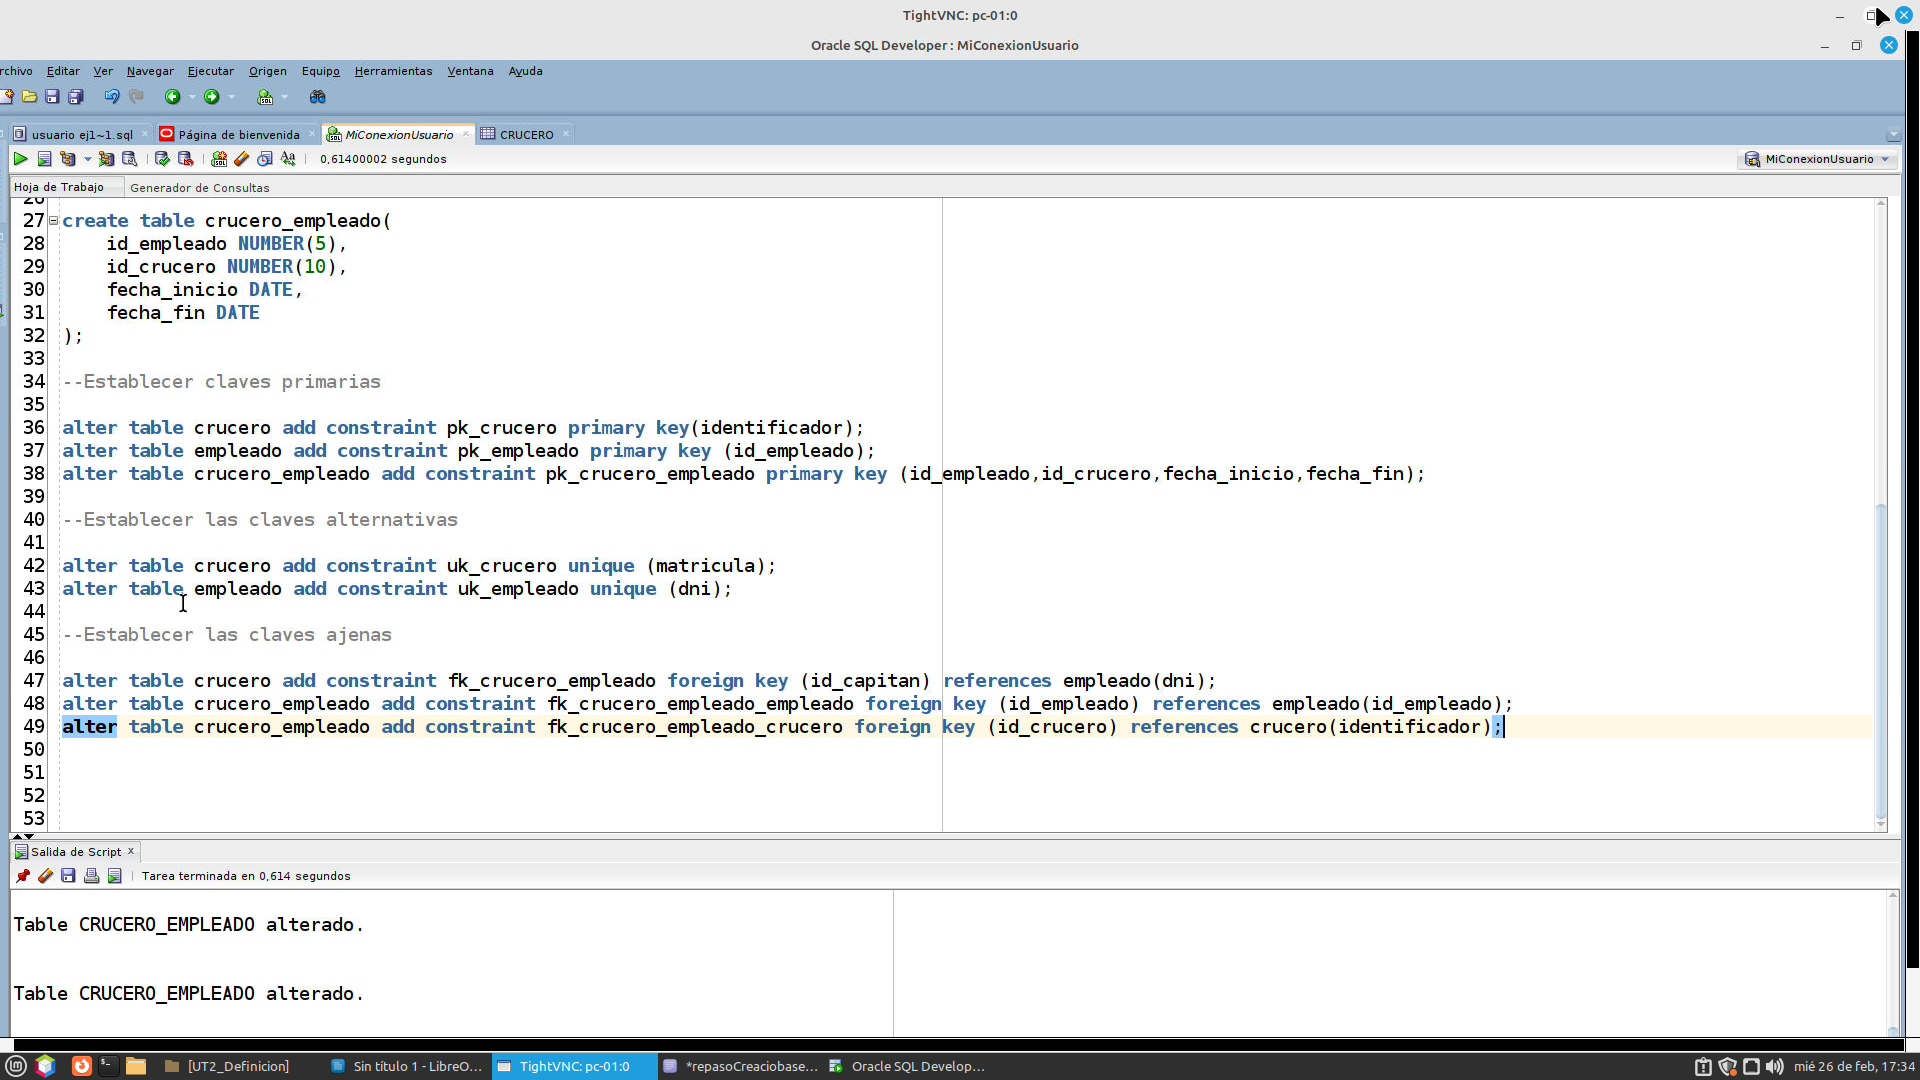 TightVNC: pc-01:0
Oracle SQL Developer : MiConexionUsuario
rchivo Editar Ver Navegar Ejecutar Origen Equipo Herramientas Ventana Ayuda
usuario ej1~1.sql Página de bienvenida MiConexionUsuario CRUCERO
0,61400002 segundos MiConexionUsuario
Hoja de Trabajo Generador de Consultas
26
27 create table crucero_empleado(
28 id_empleado NUMBER(5),
29 id_crucero NUMBER(10),
30 fecha_inicio DATE,
31 fecha_fin DATE
32 );
33
34 --Establecer claves primarias
35
36 alter table crucero add constraint pk_crucero primary key(identificador);
37 alter table empleado add constraint pk_empleado primary key (id_empleado);
38 alter table crucero_empleado add constraint pk_crucero_empleado primary key (id_empleado,id_crucero,fecha_inicio,fecha_fin);
39
40 --Establecer las claves alternativas
41
42 alter table crucero add constraint uk_crucero unique (matricula);
43 alter table empleado add constraint uk_empleado unique (dni);
44
45 --Establecer las claves ajenas
46
47 alter table crucero add constraint fk_crucero_empleado foreign key (id_capitan) references empleado(dni);
48 alter table crucero_empleado add constraint fk_crucero_empleado_empleado foreign key (id_empleado) references empleado(id_empleado);
49 alter table crucero_empleado add constraint fk_crucero_empleado_crucero foreign key (id_crucero) references crucero(identificador);
50
51
52
53
Salida de Script
Tarea terminada en 0,614 segundos
Table CRUCERO_EMPLEADO alterado.
Table CRUCERO_EMPLEADO alterado.
[UT2_Definicion] Sin título 1 - LibreO... TightVNC: pc-01:0 *repasoCreaciobase... Oracle SQL Develop... mié 26 de feb, 17:34